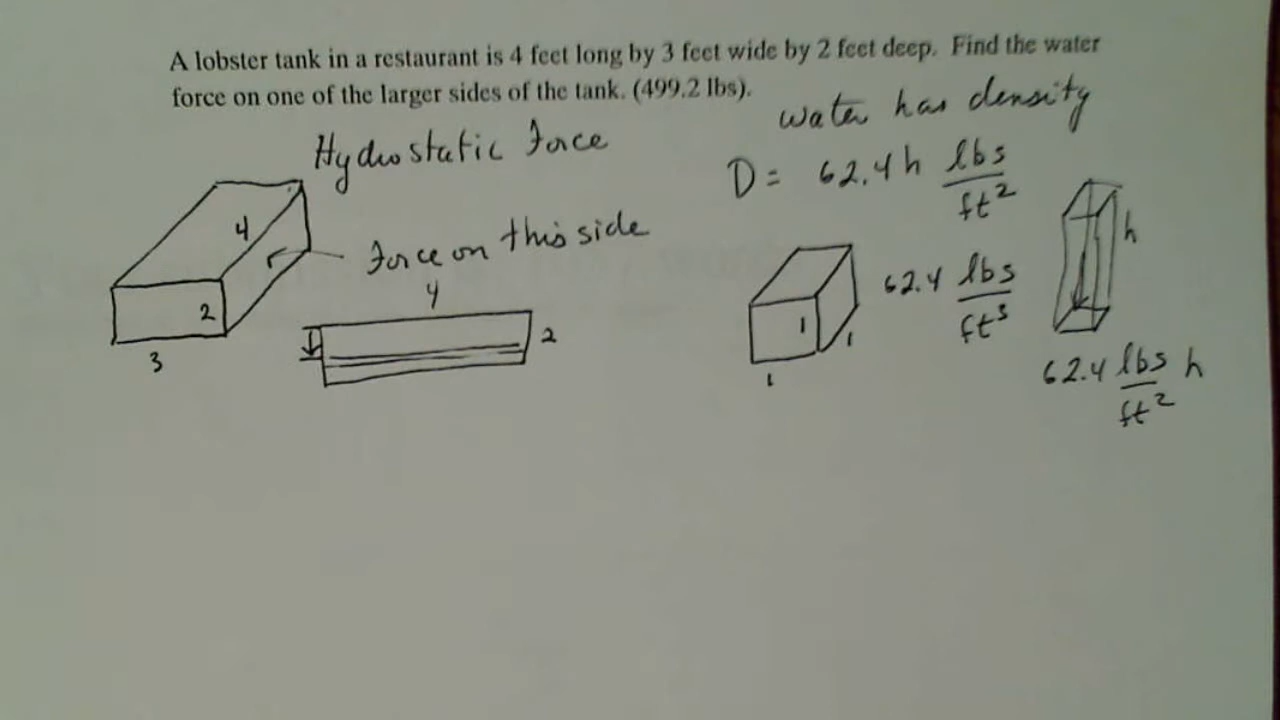 A lobster tank in a restaurant is 4 feet long by 3 feet wide by 2 feet deep. Find the water
force on one of the larger sides of the tank. (499.2 lbs).
water has density
Hydrostatic Force
D = 62.4 h lbs/ft²
4
2
3
Force on this side
4
2
1
1
1
62.4 lbs/ft³
h
62.4 lbs/ft² h